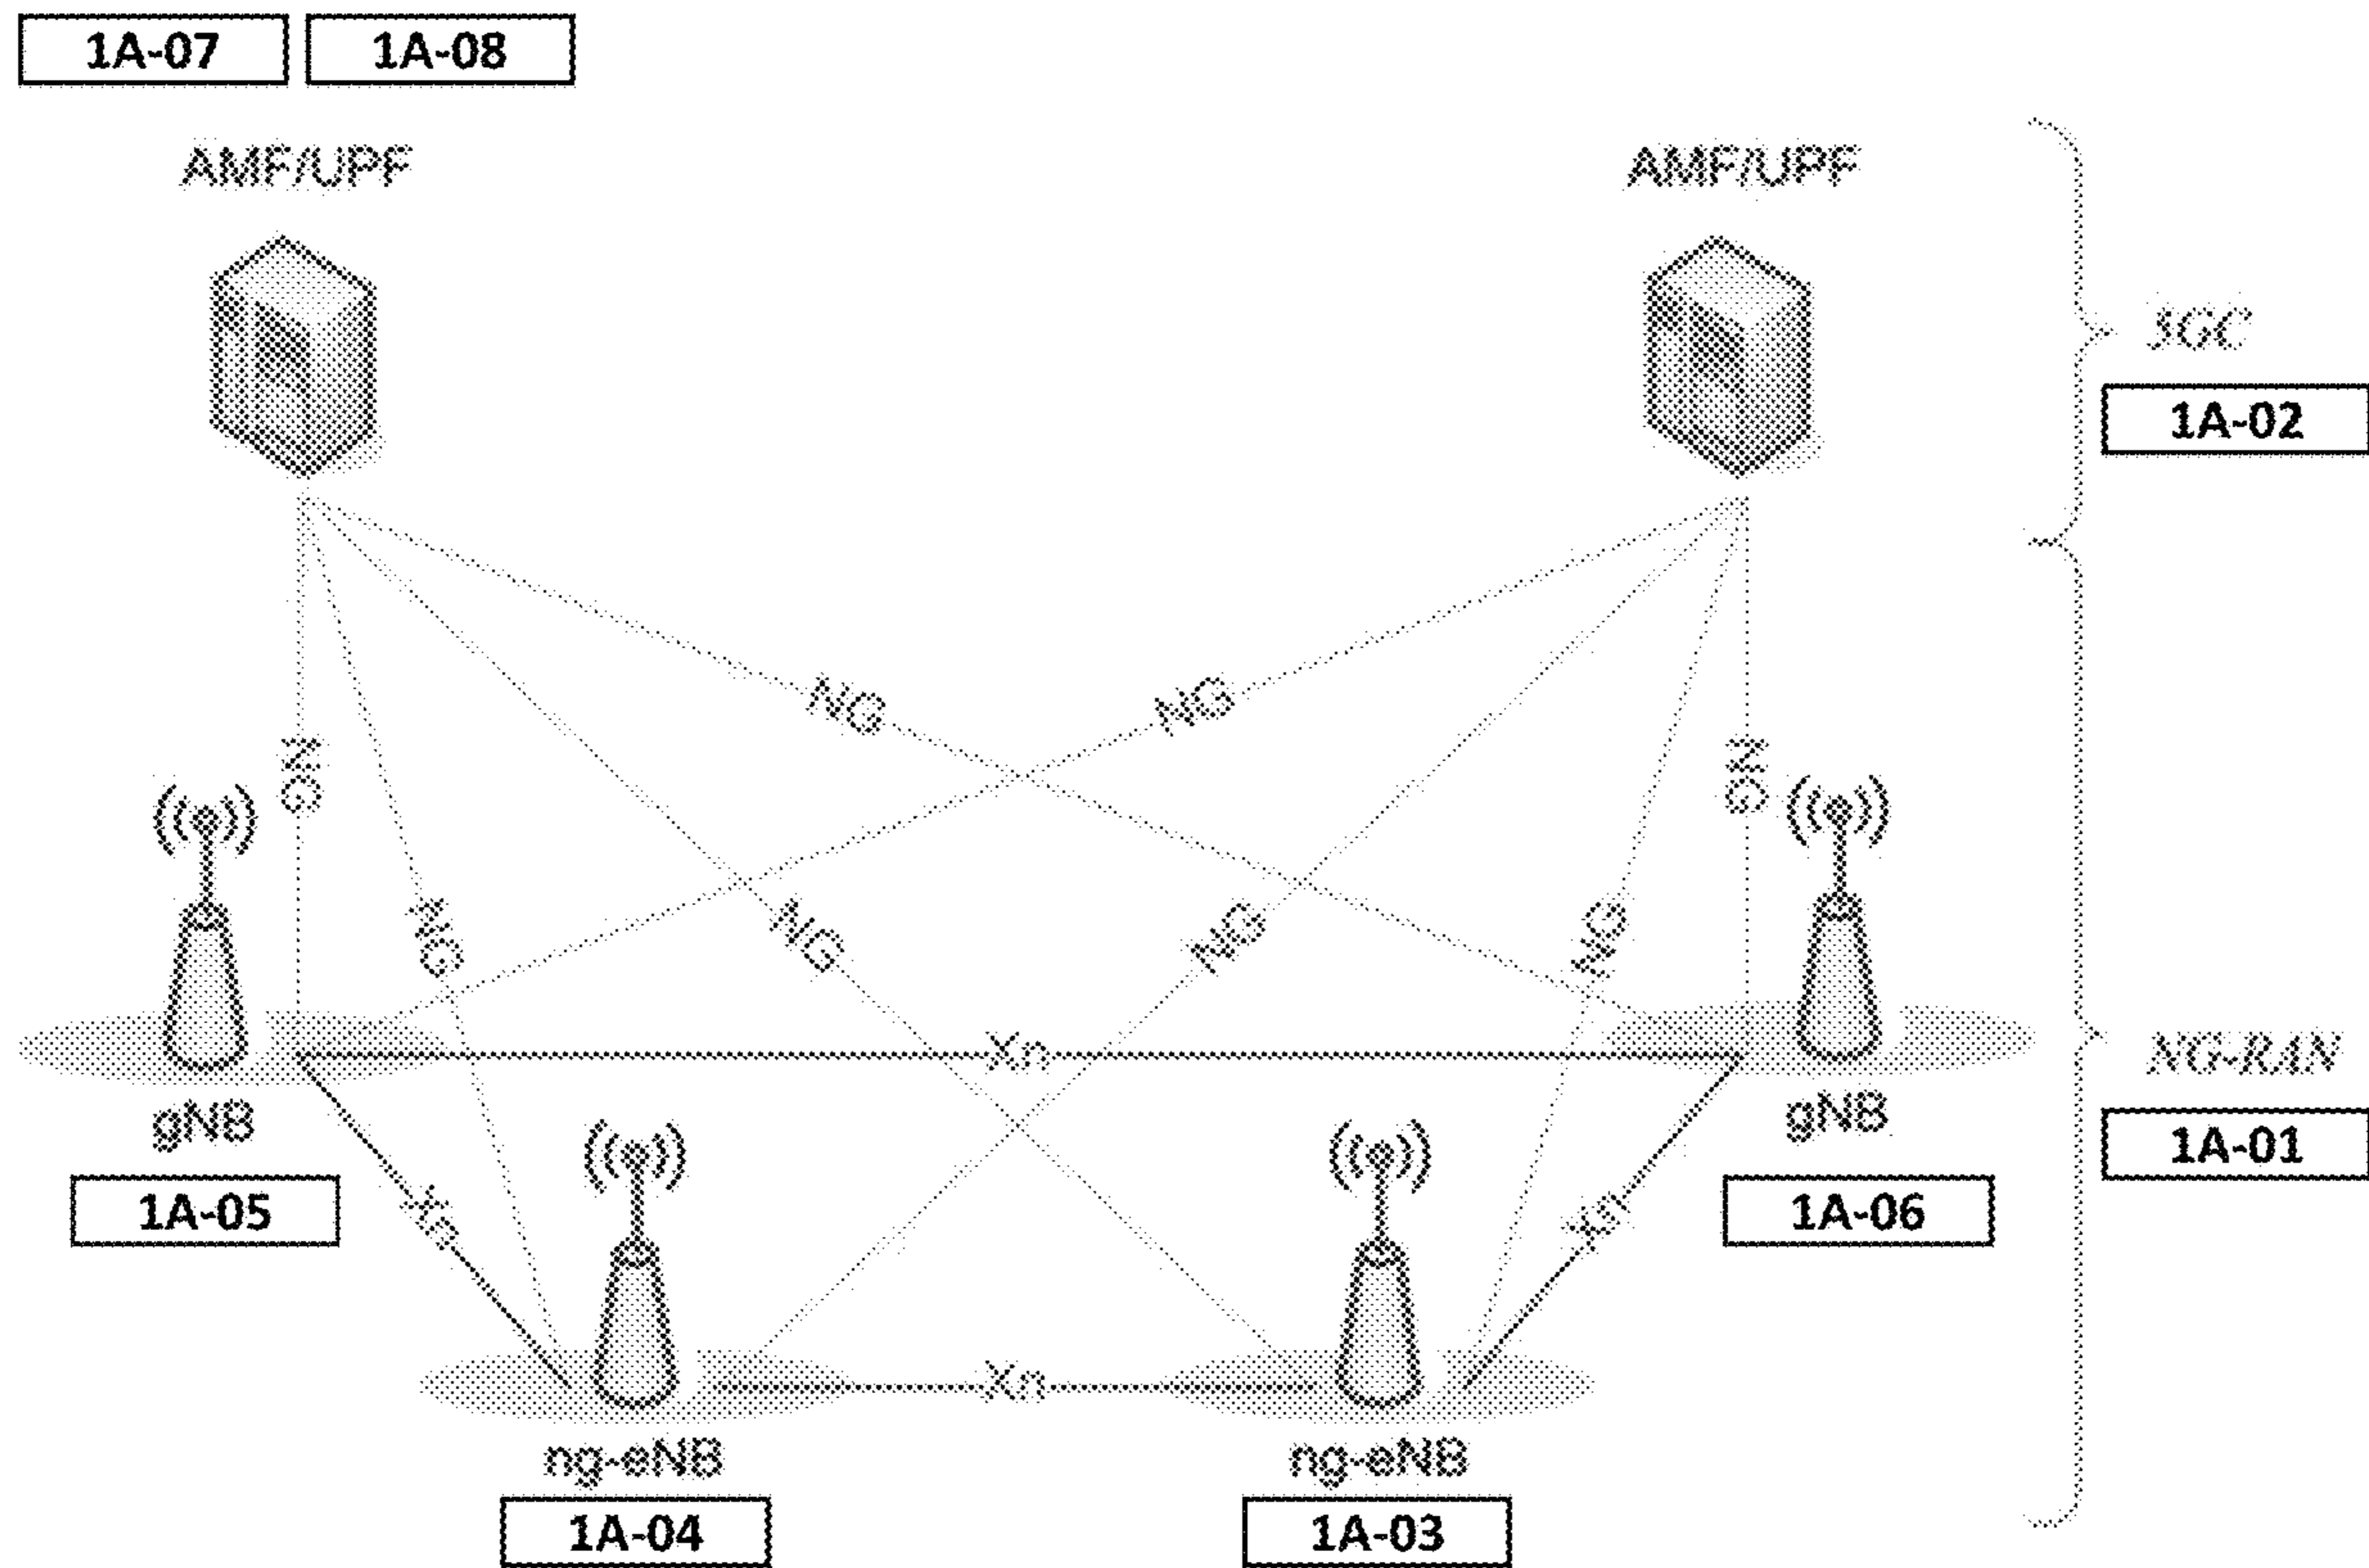 1A-07 1A-08
AMF/UPF AMF/UPF
5GC
1A-02
NG NG
NG NG
NG NG NG NG
Xn
NG-RAN
gNB gNB
1A-01
1A-05 1A-06
Xn Xn
Xn
ng-eNB ng-eNB
1A-04 1A-03